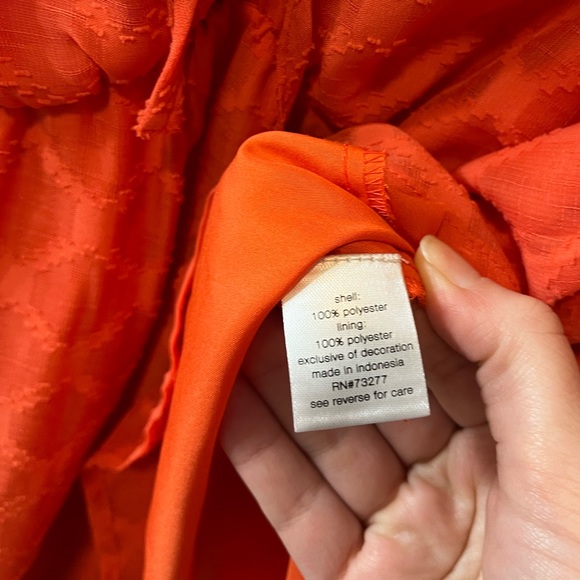 shell:
100% polyester
lining:
100% polyester
exclusive of decoration
made in indonesia
RN#73277
see reverse for care